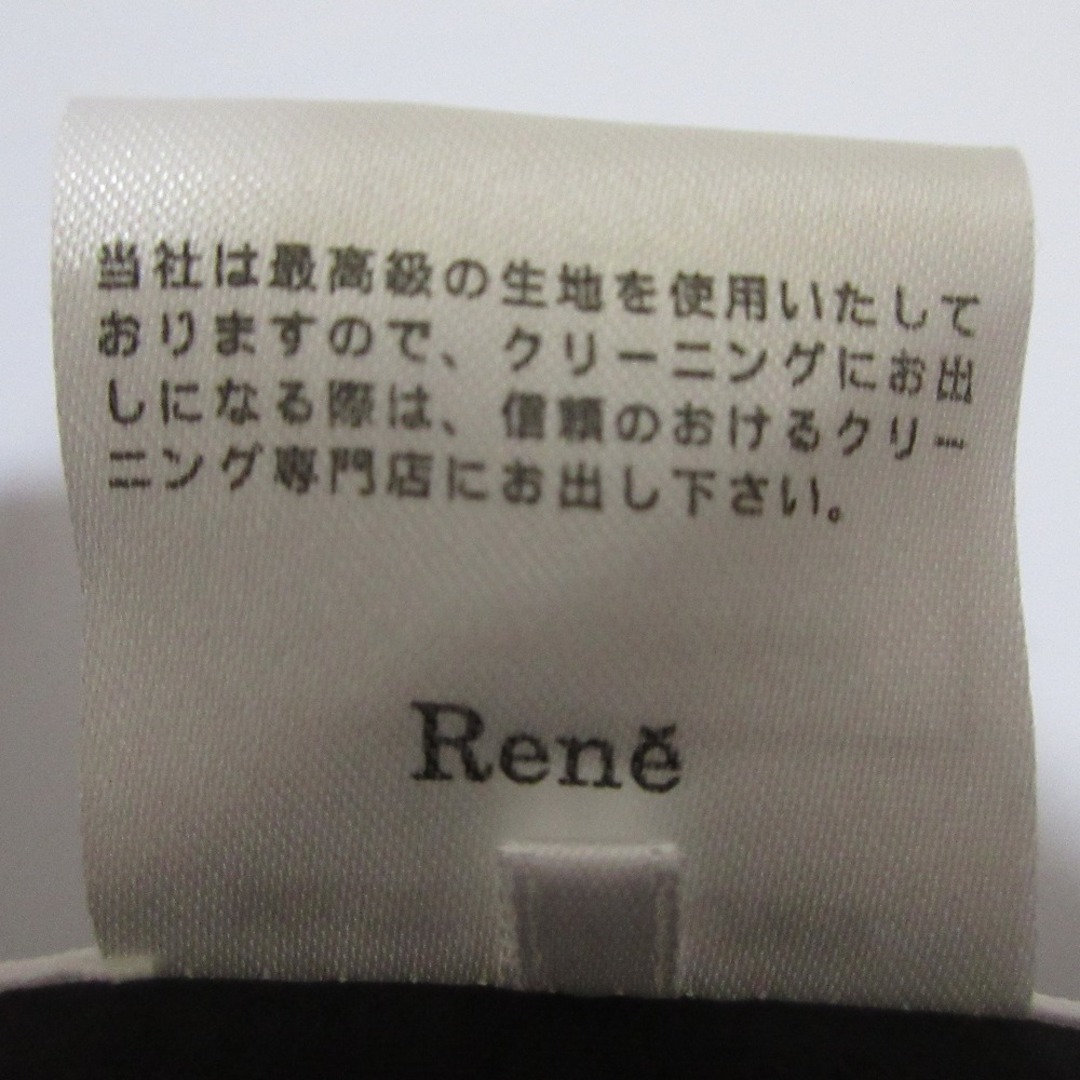 当社は最高級の生地を使用いたして
おりますので、クリーニングにお出
しになる際は、信頼のおけるクリー
ニング専門店にお出し下さい。
Reně